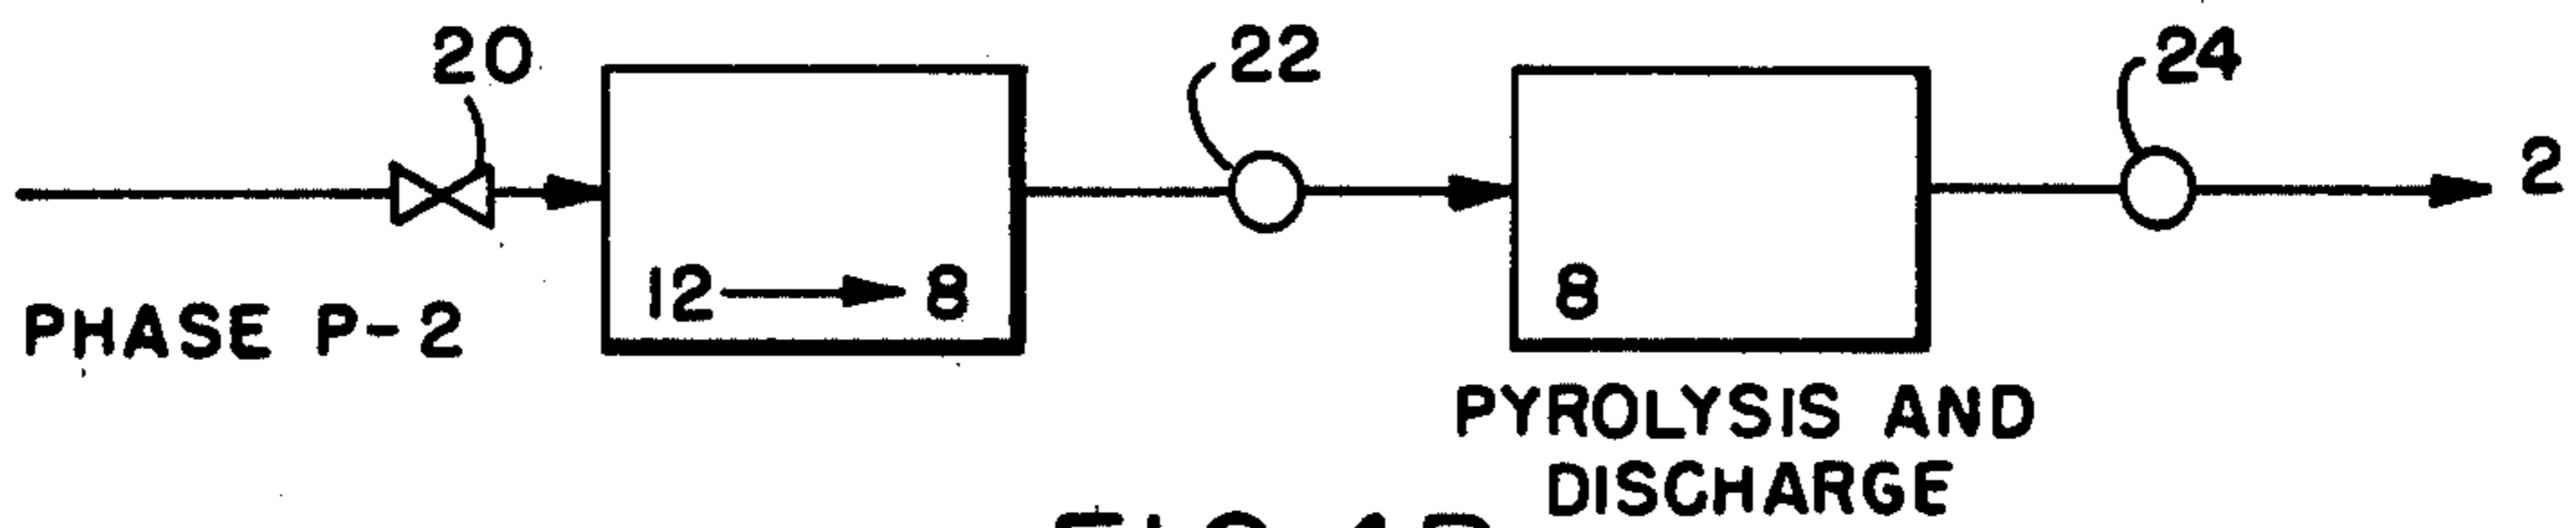 20
22
24
2
12 → 8
8
PHASE P-2
PYROLYSIS AND
DISCHARGE